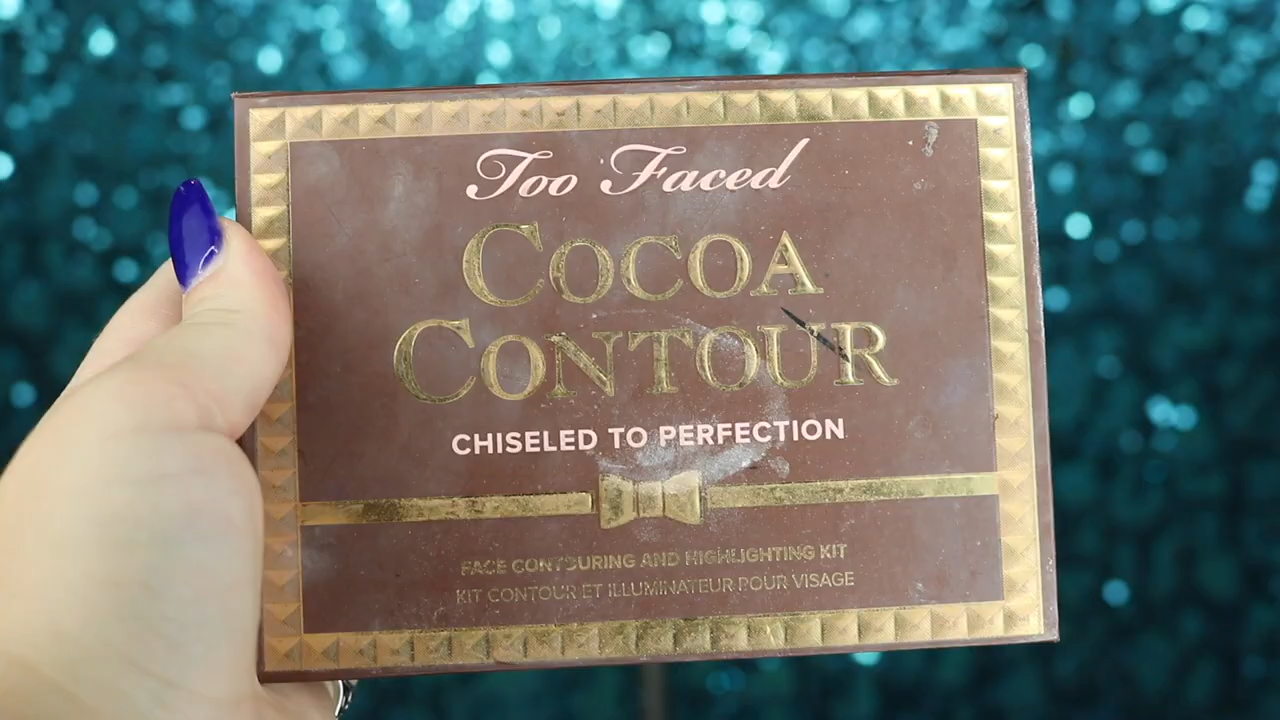 Too Faced
COCOA
CONTOUR
CHISELED TO PERFECTION
FACE CONTOURING AND HIGHLIGHTING KIT
KIT CONTOUR ET ILLUMINATEUR POUR VISAGE